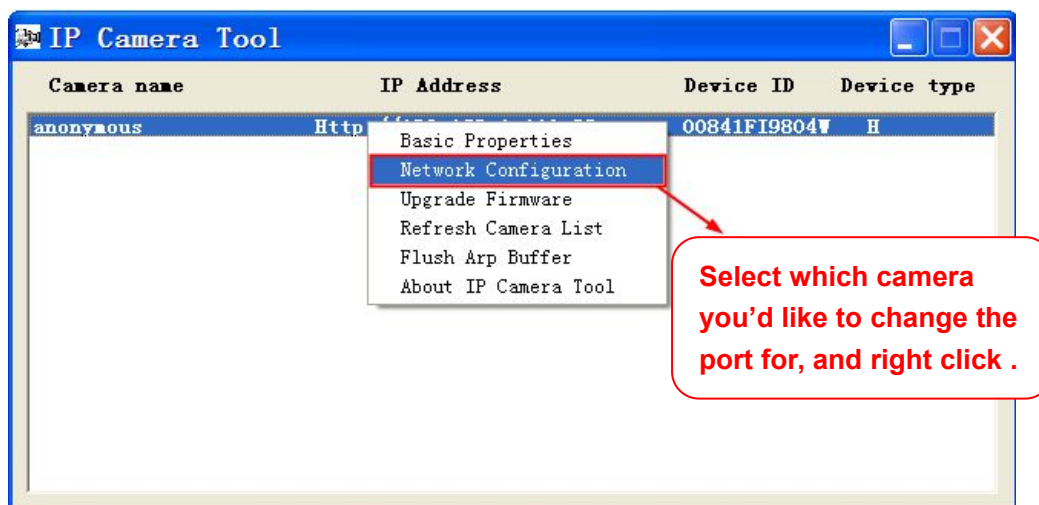 IP Camera Tool
Camera name IP Address Device ID Device type
anonymous Http 00841FI9804W H
Basic Properties
Network Configuration
Upgrade Firmware
Refresh Camera List
Flush Arp Buffer
About IP Camera Tool
Select which camera
you’d like to change the
port for, and right click .